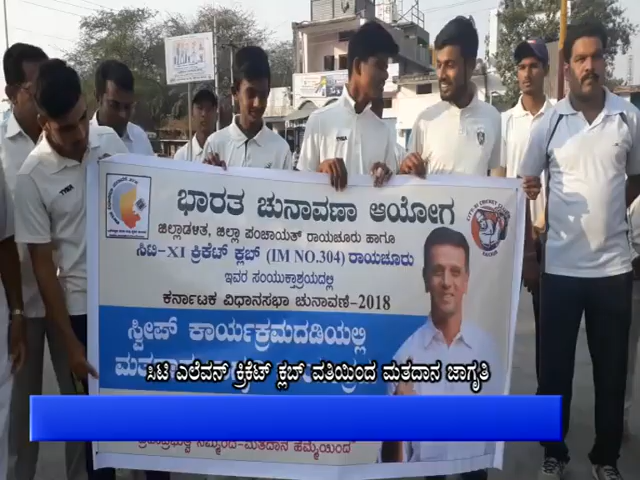 ಭಾರತ ಚುನಾವಣಾ ಆಯೋಗ
ಜಿಲ್ಲಾಡಳಿತ, ಜಿಲ್ಲಾ ಪಂಚಾಯತ್ ರಾಯಚೂರು ಹಾಗೂ
ಸಿಟಿ-XI ಕ್ರಿಕೆಟ್ ಕ್ಲಬ್ (IM NO.304) ರಾಯಚೂರು
ಇವರ ಸಂಯುಕ್ತಾಶ್ರಯದಲ್ಲಿ
ಕರ್ನಾಟಕ ವಿಧಾನಸಭಾ ಚುನಾವಣೆ-2018
ಸ್ವೀಪ್ ಕಾರ್ಯಕ್ರಮದಡಿಯಲ್ಲಿ
ಸಿಟಿ ಎಲೆವನ್ ಕ್ರಿಕೆಟ್ ಕ್ಲಬ್ ವತಿಯಿಂದ ಮತದಾನ ಜಾಗೃತಿ